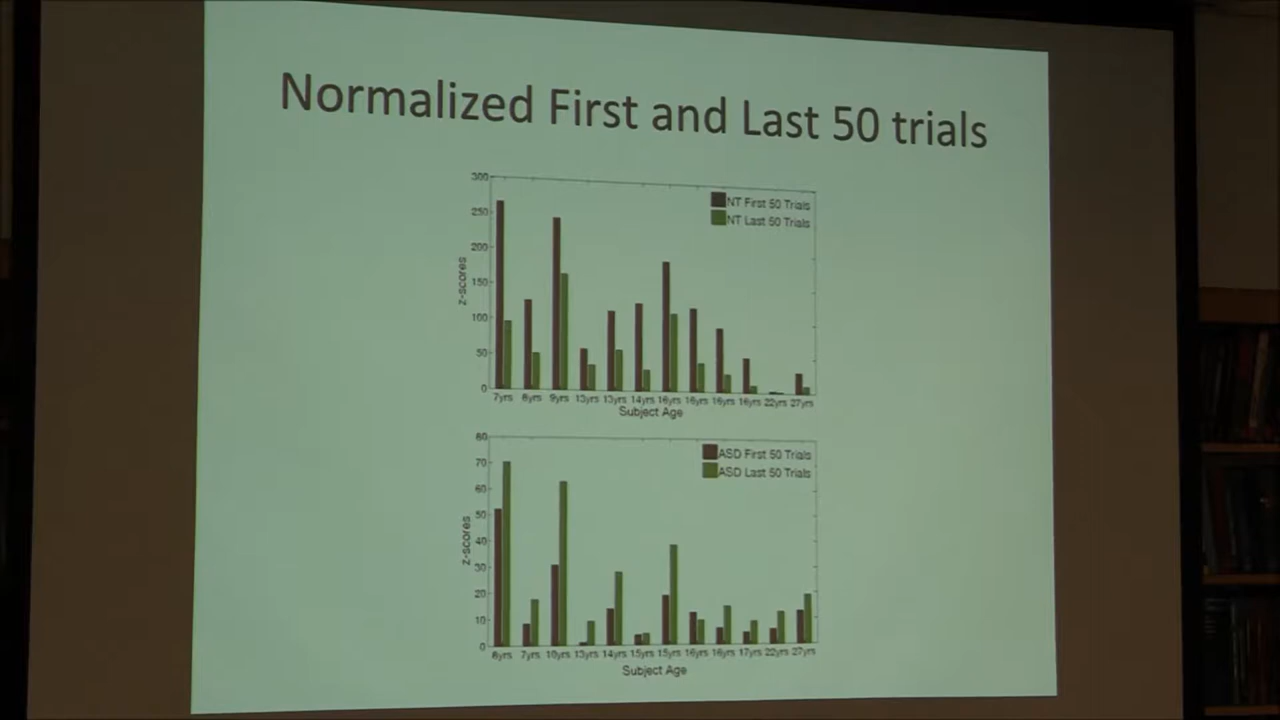 Normalized First and Last 50 trials
300
250
200
150
100
50
0
z-scores
NT First 50 Trials
NT Last 50 Trials
7yrs 8yrs 9yrs 13yrs 13yrs 14yrs 16yrs 16yrs 16yrs 16yrs 22yrs 27yrs
Subject Age
80
70
60
50
40
30
20
10
0
z-scores
ASD First 50 Trials
ASD Last 50 Trials
7yrs 10yrs 13yrs 14yrs 15yrs 15yrs 16yrs 16yrs 17yrs 22yrs 27yrs
Subject Age